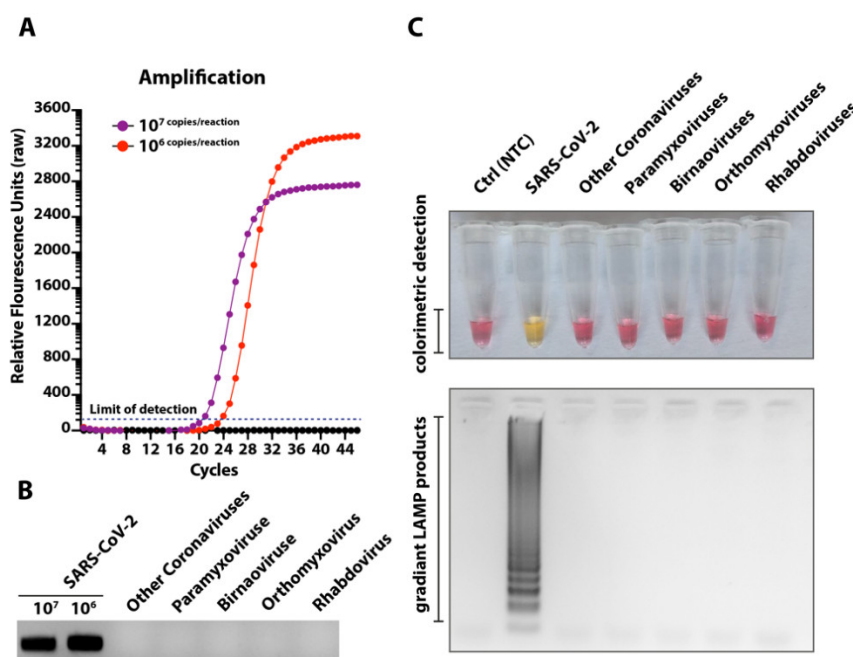 A
Amplification
Relative Flourescence Units (raw)
3600
3200
2800
2400
2000
1600
1200
800
400
0
10⁷ copies/reaction
10⁶ copies/reaction
Limit of detection
4 8 12 16 20 24 28 32 36 40 44
Cycles
B
SARS-CoV-2
10⁷ 10⁶
Other Coronaviruses
Paramyxoviruse
Birnaoviruse
Orthomyxovirus
Rhabdovirus
C
Ctrl (NTC)
SARS-CoV-2
Other Coronaviruses
Paramyxoviruses
Birnaoviruses
Orthomyxoviruses
Rhabdoviruses
colorimetric detection
gradiant LAMP products